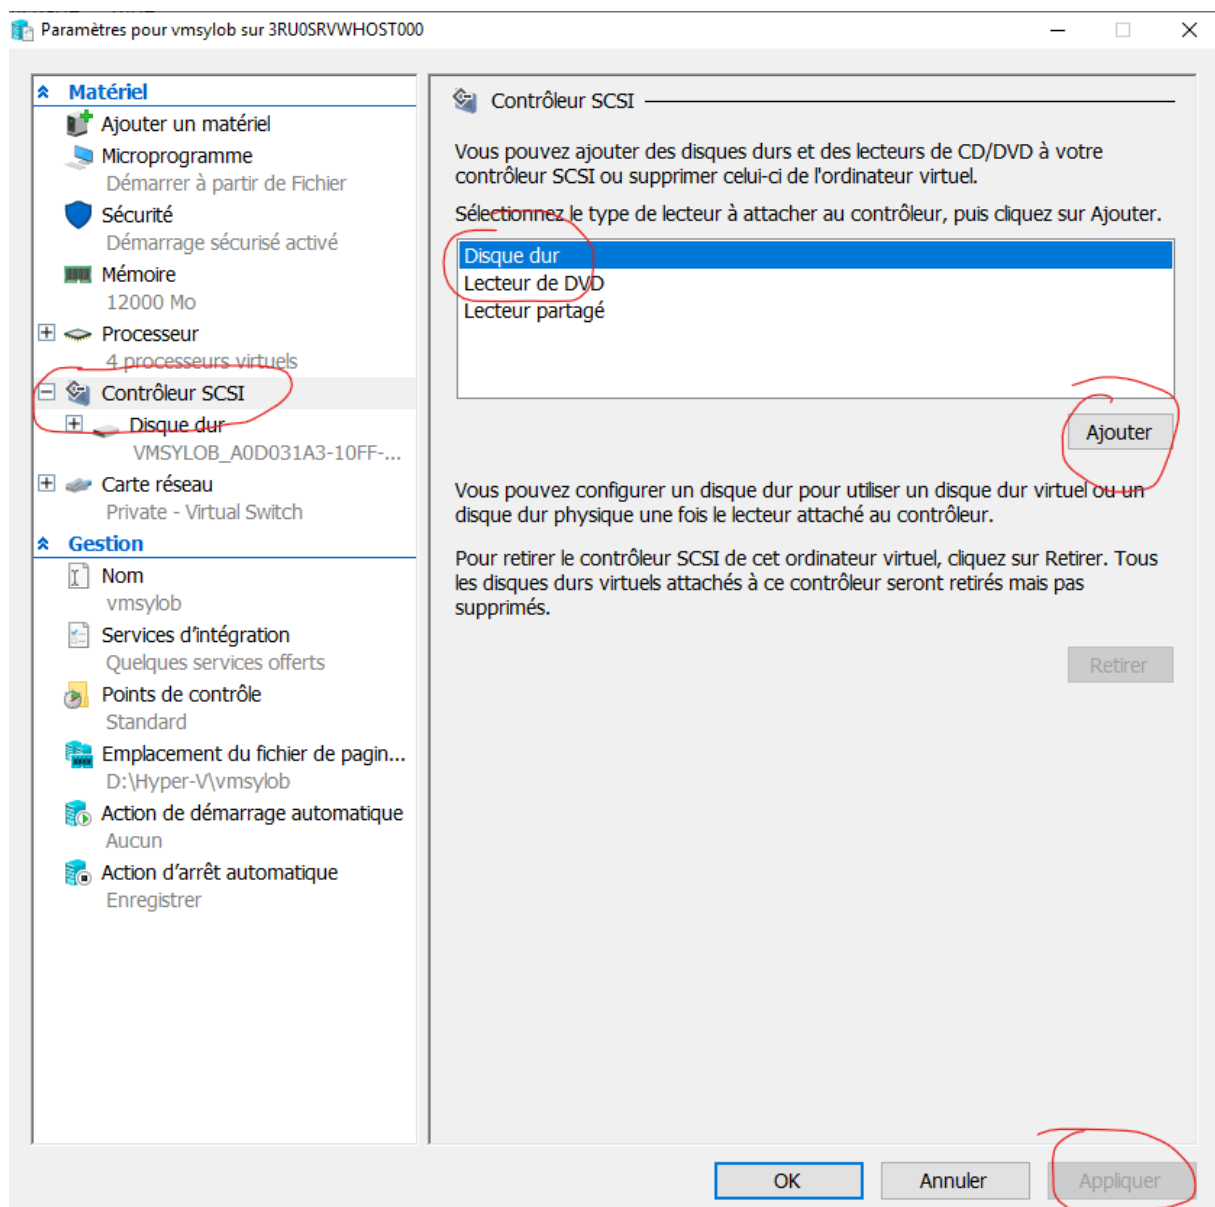 Paramètres pour vmsylob sur 3RU0SRVWHOST000
Matériel
Ajouter un matériel
Microprogramme
Démarrer à partir de Fichier
Sécurité
Démarrage sécurisé activé
Mémoire
12000 Mo
Processeur
4 processeurs virtuels
Contrôleur SCSI
Disque dur
VMSYLOB_A0D031A3-10FF-...
Carte réseau
Private - Virtual Switch
Gestion
Nom
vmsylob
Services d'intégration
Quelques services offerts
Points de contrôle
Standard
Emplacement du fichier de pagin...
D:\Hyper-V\vmsylob
Action de démarrage automatique
Aucun
Action d'arrêt automatique
Enregistrer
Contrôleur SCSI
Vous pouvez ajouter des disques durs et des lecteurs de CD/DVD à votre
contrôleur SCSI ou supprimer celui-ci de l'ordinateur virtuel.
Sélectionnez le type de lecteur à attacher au contrôleur, puis cliquez sur Ajouter.
Disque dur
Lecteur de DVD
Lecteur partagé
Ajouter
Vous pouvez configurer un disque dur pour utiliser un disque dur virtuel ou un
disque dur physique une fois le lecteur attaché au contrôleur.
Pour retirer le contrôleur SCSI de cet ordinateur virtuel, cliquez sur Retirer. Tous
les disques durs virtuels attachés à ce contrôleur seront retirés mais pas
supprimés.
Retirer
OK
Annuler
Appliquer